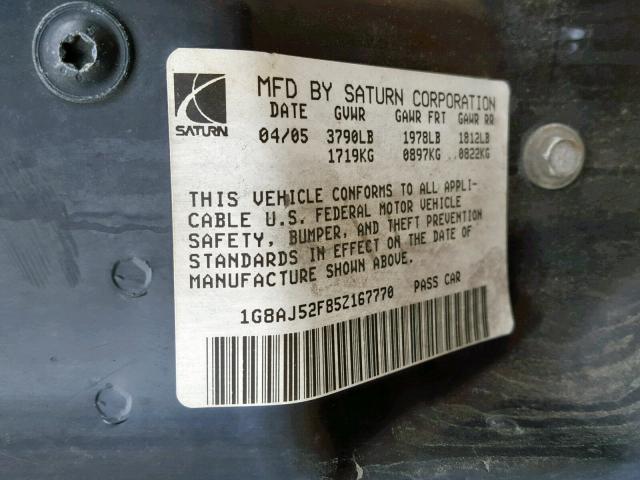 MFD BY SATURN CORPORATION
DATE GVWR GAWR FRT GAWR RR
SATURN
04/05 3790LB 1978LB 1812LB
1719KG 0897KG 0822KG
THIS VEHICLE CONFORMS TO ALL APPLI-
CABLE U.S. FEDERAL MOTOR VEHICLE
SAFETY, BUMPER, AND THEFT PREVENTION
STANDARDS IN EFFECT ON THE DATE OF
MANUFACTURE SHOWN ABOVE.
1G8AJ52F85Z167770 PASS CAR